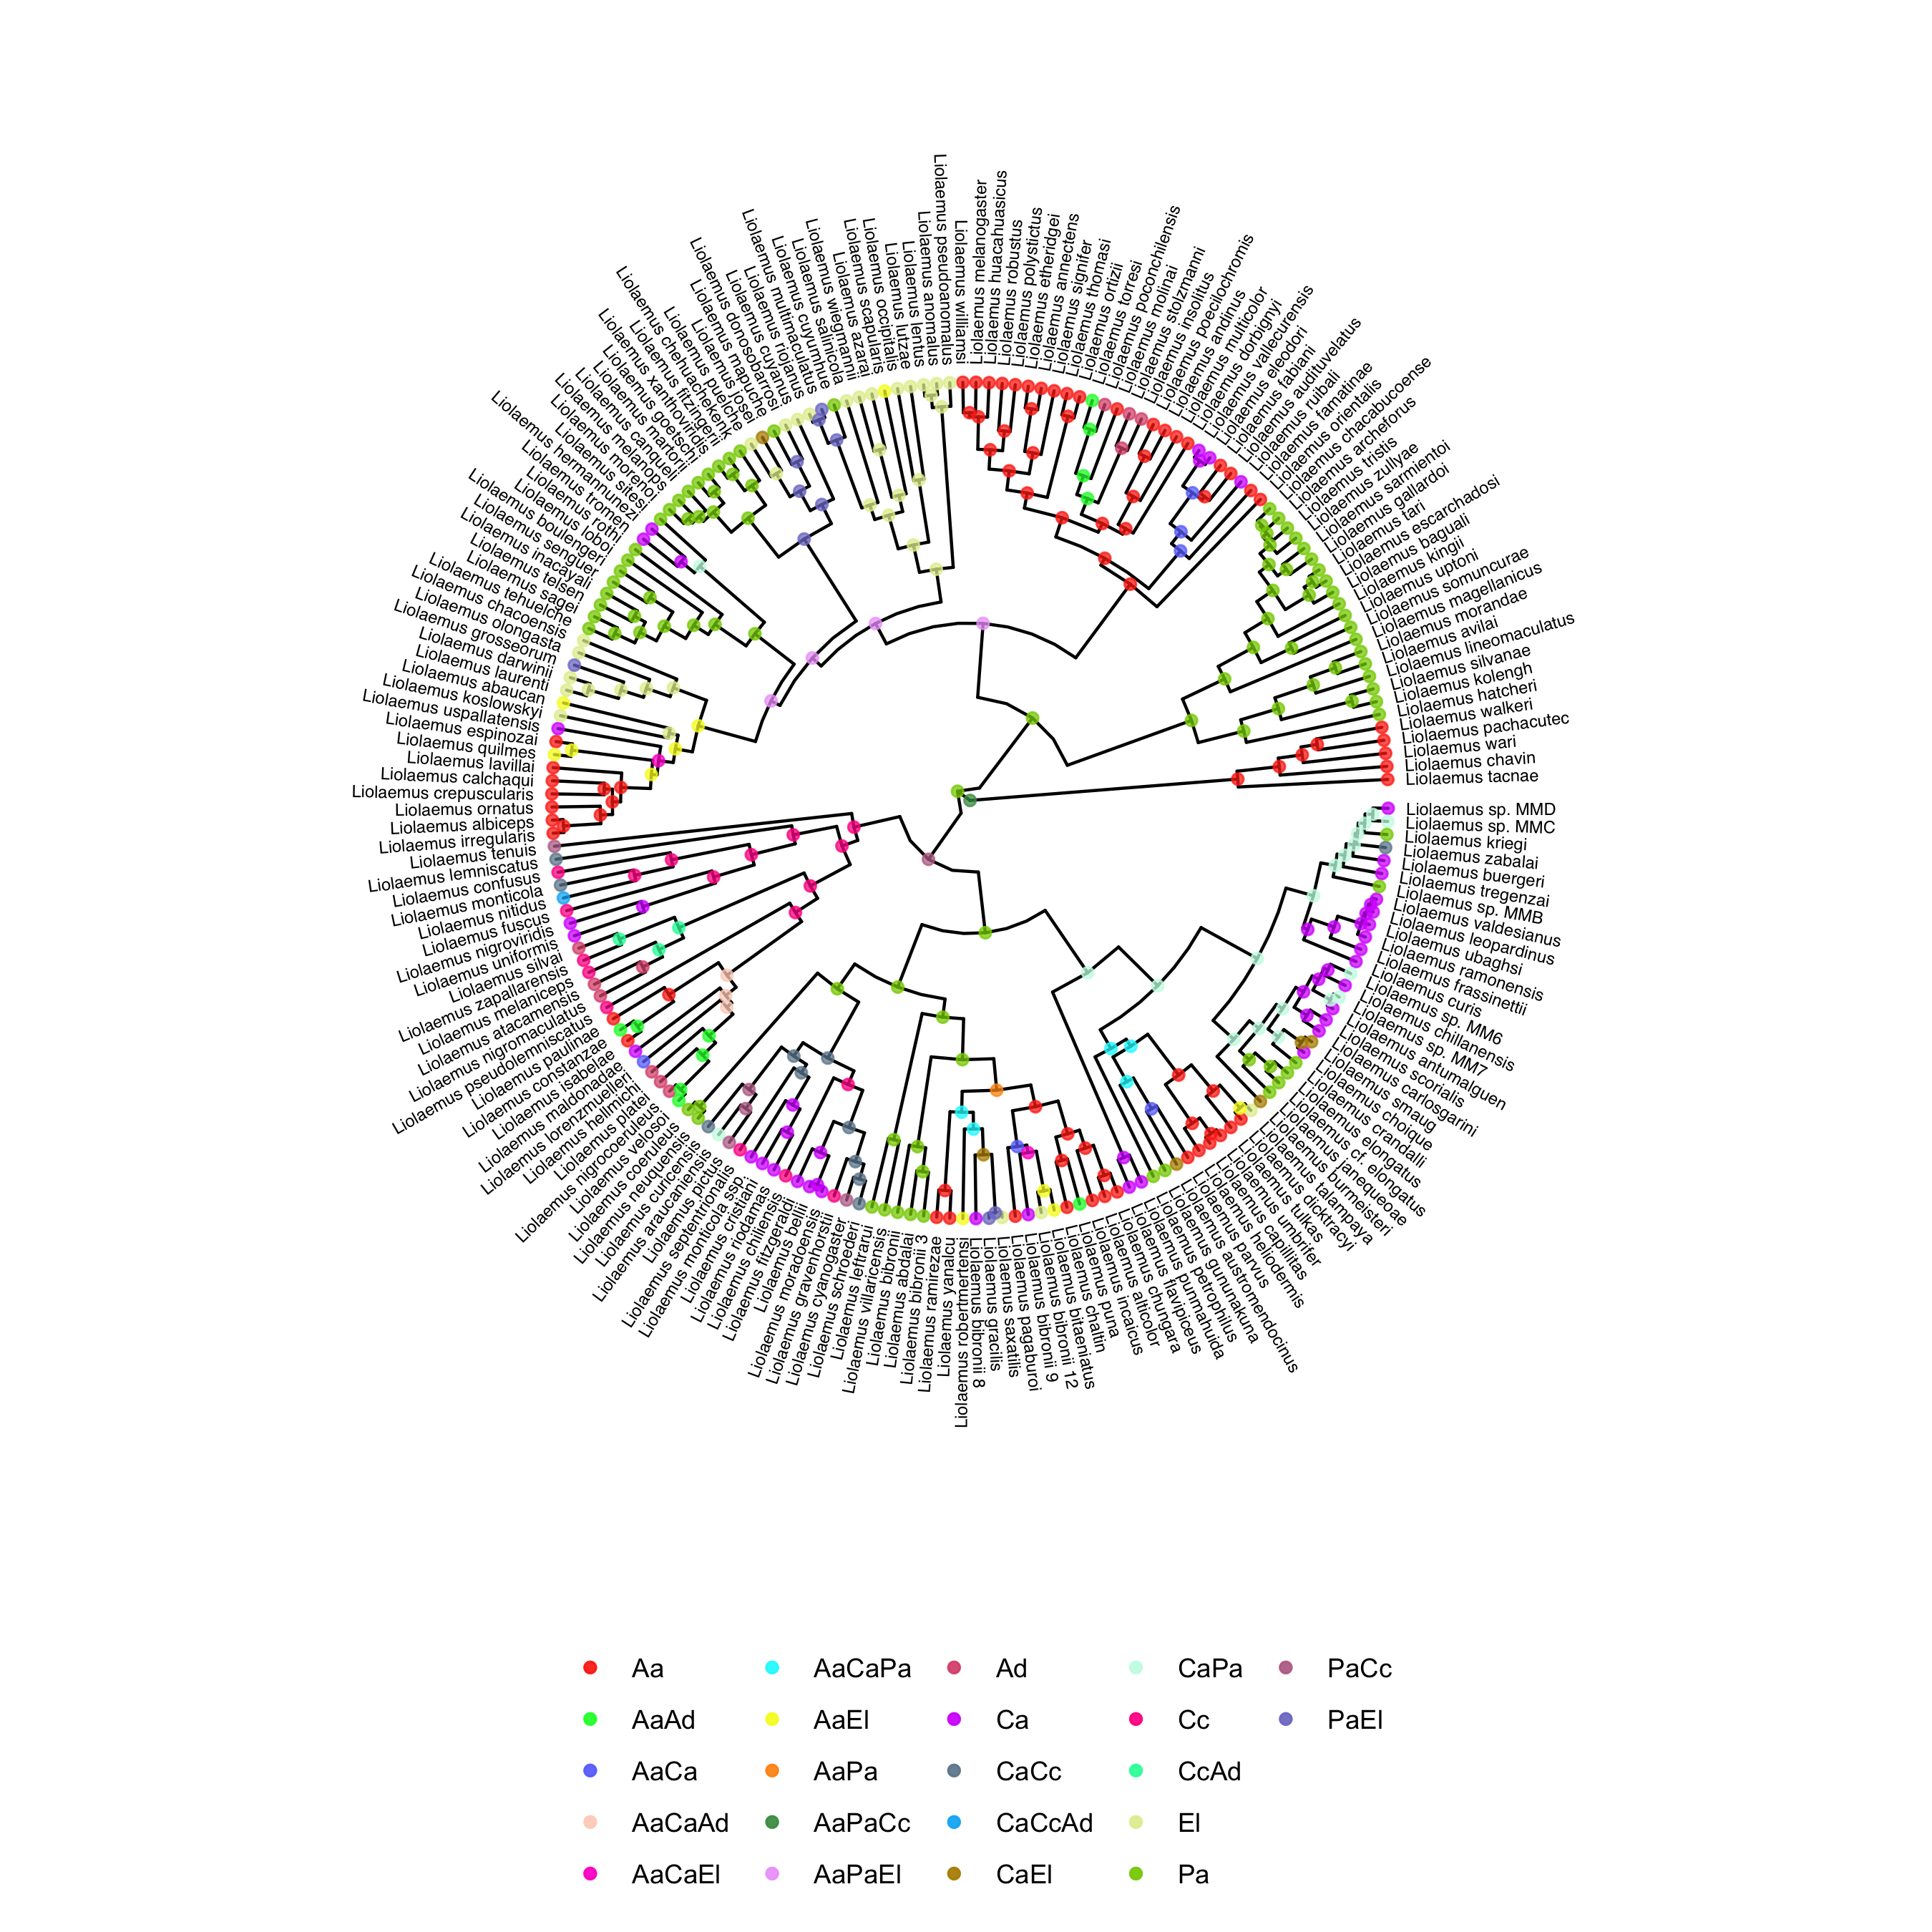 Liolaemus pseudoanomalus
Liolaemus williamsi
Liolaemus melanogaster
Liolaemus huacahuasicus
Liolaemus robustus
Liolaemus polystictus
Liolaemus etheridgei
Liolaemus annectens
Liolaemus signifer
Liolaemus thomasi
Liolaemus ortizii
Liolaemus torresi
Liolaemus poconchilensis
Liolaemus molinai
Liolaemus stolzmanni
Liolaemus insolitus
Liolaemus poecilochromis
Liolaemus andinus
Liolaemus multicolor
Liolaemus dorbignyi
Liolaemus vallecurensis
Liolaemus eleodori
Liolaemus fabiani
Liolaemus audituvelatus
Liolaemus ruibali
Liolaemus famatinae
Liolaemus orientalis
Liolaemus chacabucoense
Liolaemus archeforus
Liolaemus tristis
Liolaemus zullyae
Liolaemus sarmientoi
Liolaemus gallardoi
Liolaemus tari
Liolaemus escarchadosi
Liolaemus baguali
Liolaemus kingii
Liolaemus uptoni
Liolaemus somuncurae
Liolaemus magellanicus
Liolaemus morandae
Liolaemus avilai
Liolaemus lineomaculatus
Liolaemus silvanae
Liolaemus kolengh
Liolaemus hatcheri
Liolaemus walkeri
Liolaemus pachacutec
Liolaemus wari
Liolaemus chavin
Liolaemus tacnae
Liolaemus sp. MMD
Liolaemus sp. MMC
Liolaemus kriegi
Liolaemus zabalai
Liolaemus buergeri
Liolaemus tregenzai
Liolaemus sp. MMB
Liolaemus valdesianus
Liolaemus leopardinus
Liolaemus ubaghsi
Liolaemus ramonensis
Liolaemus frassinettii
Liolaemus curis
Liolaemus sp. MM6
Liolaemus chillanensis
Liolaemus sp. MM7
Liolaemus antumalguen
Liolaemus scorialis
Liolaemus carlosgarini
Liolaemus smaug
Liolaemus choique
Liolaemus crandalli
Liolaemus elongatus
Liolaemus cf. elongatus
Liolaemus janequeoae
Liolaemus burmeisteri
Liolaemus talampaya
Liolaemus dicktracyi
Liolaemus tulkas
Liolaemus umbrifer
Liolaemus capillitas
Liolaemus heliodermis
Liolaemus parvus
Liolaemus austromendocinus
Liolaemus gununakuna
Liolaemus petrophilus
Liolaemus punmahuida
Liolaemus flavipiceus
Liolaemus chungara
Liolaemus alticolor
Liolaemus incaicus
Liolaemus puna
Liolaemus chaltin
Liolaemus bitaeniatus
Liolaemus bibronii 12
Liolaemus bibronii 9
Liolaemus pagaburoi
Liolaemus saxatilis
Liolaemus gracilis
Liolaemus bibronii 8
Liolaemus robertmertensi
Liolaemus yanalcu
Liolaemus ramirezae
Liolaemus bibronii 3
Liolaemus abdalai
Liolaemus bibronii
Liolaemus villaricensis
Liolaemus leftrarui
Liolaemus schroederi
Liolaemus cyanogaster
Liolaemus gravenhorstii
Liolaemus moradoensis
Liolaemus bellii
Liolaemus fitzgeraldi
Liolaemus chiliensis
Liolaemus riodamas
Liolaemus cristiani
Liolaemus monticola ssp.
Liolaemus septentrionalis
Liolaemus pictus
Liolaemus araucaniensis
Liolaemus curicensis
Liolaemus neuquensis
Liolaemus coeruleus
Liolaemus velosoi
Liolaemus nigrocoeruleus
Liolaemus platei
Liolaemus hellmichi
Liolaemus lorenzmuelleri
Liolaemus maldonadae
Liolaemus isabelae
Liolaemus constanzae
Liolaemus paulinae
Liolaemus pseudolemniscatus
Liolaemus nigromaculatus
Liolaemus atacamensis
Liolaemus melaniceps
Liolaemus zapallarensis
Liolaemus silvai
Liolaemus uniformis
Liolaemus nigroviridis
Liolaemus fuscus
Liolaemus nitidus
Liolaemus monticola
Liolaemus confusus
Liolaemus lemniscatus
Liolaemus tenuis
Liolaemus irregularis
Liolaemus albiceps
Liolaemus ornatus
Liolaemus crepuscularis
Liolaemus calchaqui
Liolaemus lavillai
Liolaemus quilmes
Liolaemus espinozai
Liolaemus uspallatensis
Liolaemus koslowskyi
Liolaemus abaucan
Liolaemus laurenti
Liolaemus darwinii
Liolaemus grosseorum
Liolaemus olongasta
Liolaemus chacoensis
Liolaemus tehuelche
Liolaemus sagei
Liolaemus telsen
Liolaemus inacayali
Liolaemus senguer
Liolaemus boulengeri
Liolaemus loboi
Liolaemus rothi
Liolaemus tromen
Liolaemus hermannunezi
Liolaemus sitesi
Liolaemus morenoi
Liolaemus melanops
Liolaemus martorii
Liolaemus canqueli
Liolaemus goetschi
Liolaemus xanthoviridis
Liolaemus fitzingerii
Liolaemus chehuachekenk
Liolaemus puelche
Liolaemus josei
Liolaemus mapuche
Liolaemus donosobarrosi
Liolaemus cuyanus
Liolaemus riojanus
Liolaemus multimaculatus
Liolaemus cuyumhue
Liolaemus salinicola
Liolaemus wiegmannii
Liolaemus azarai
Liolaemus scapularis
Liolaemus occipitalis
Liolaemus lutzae
Liolaemus lentus
Liolaemus anomalus
Aa
AaCaPa
Ad
CaPa
PaCc
AaAd
AaEl
Ca
Cc
PaEl
AaCa
AaPa
CaCc
CcAd
AaCaAd
AaPaCc
CaCcAd
El
AaCaEl
AaPaEl
CaEl
Pa